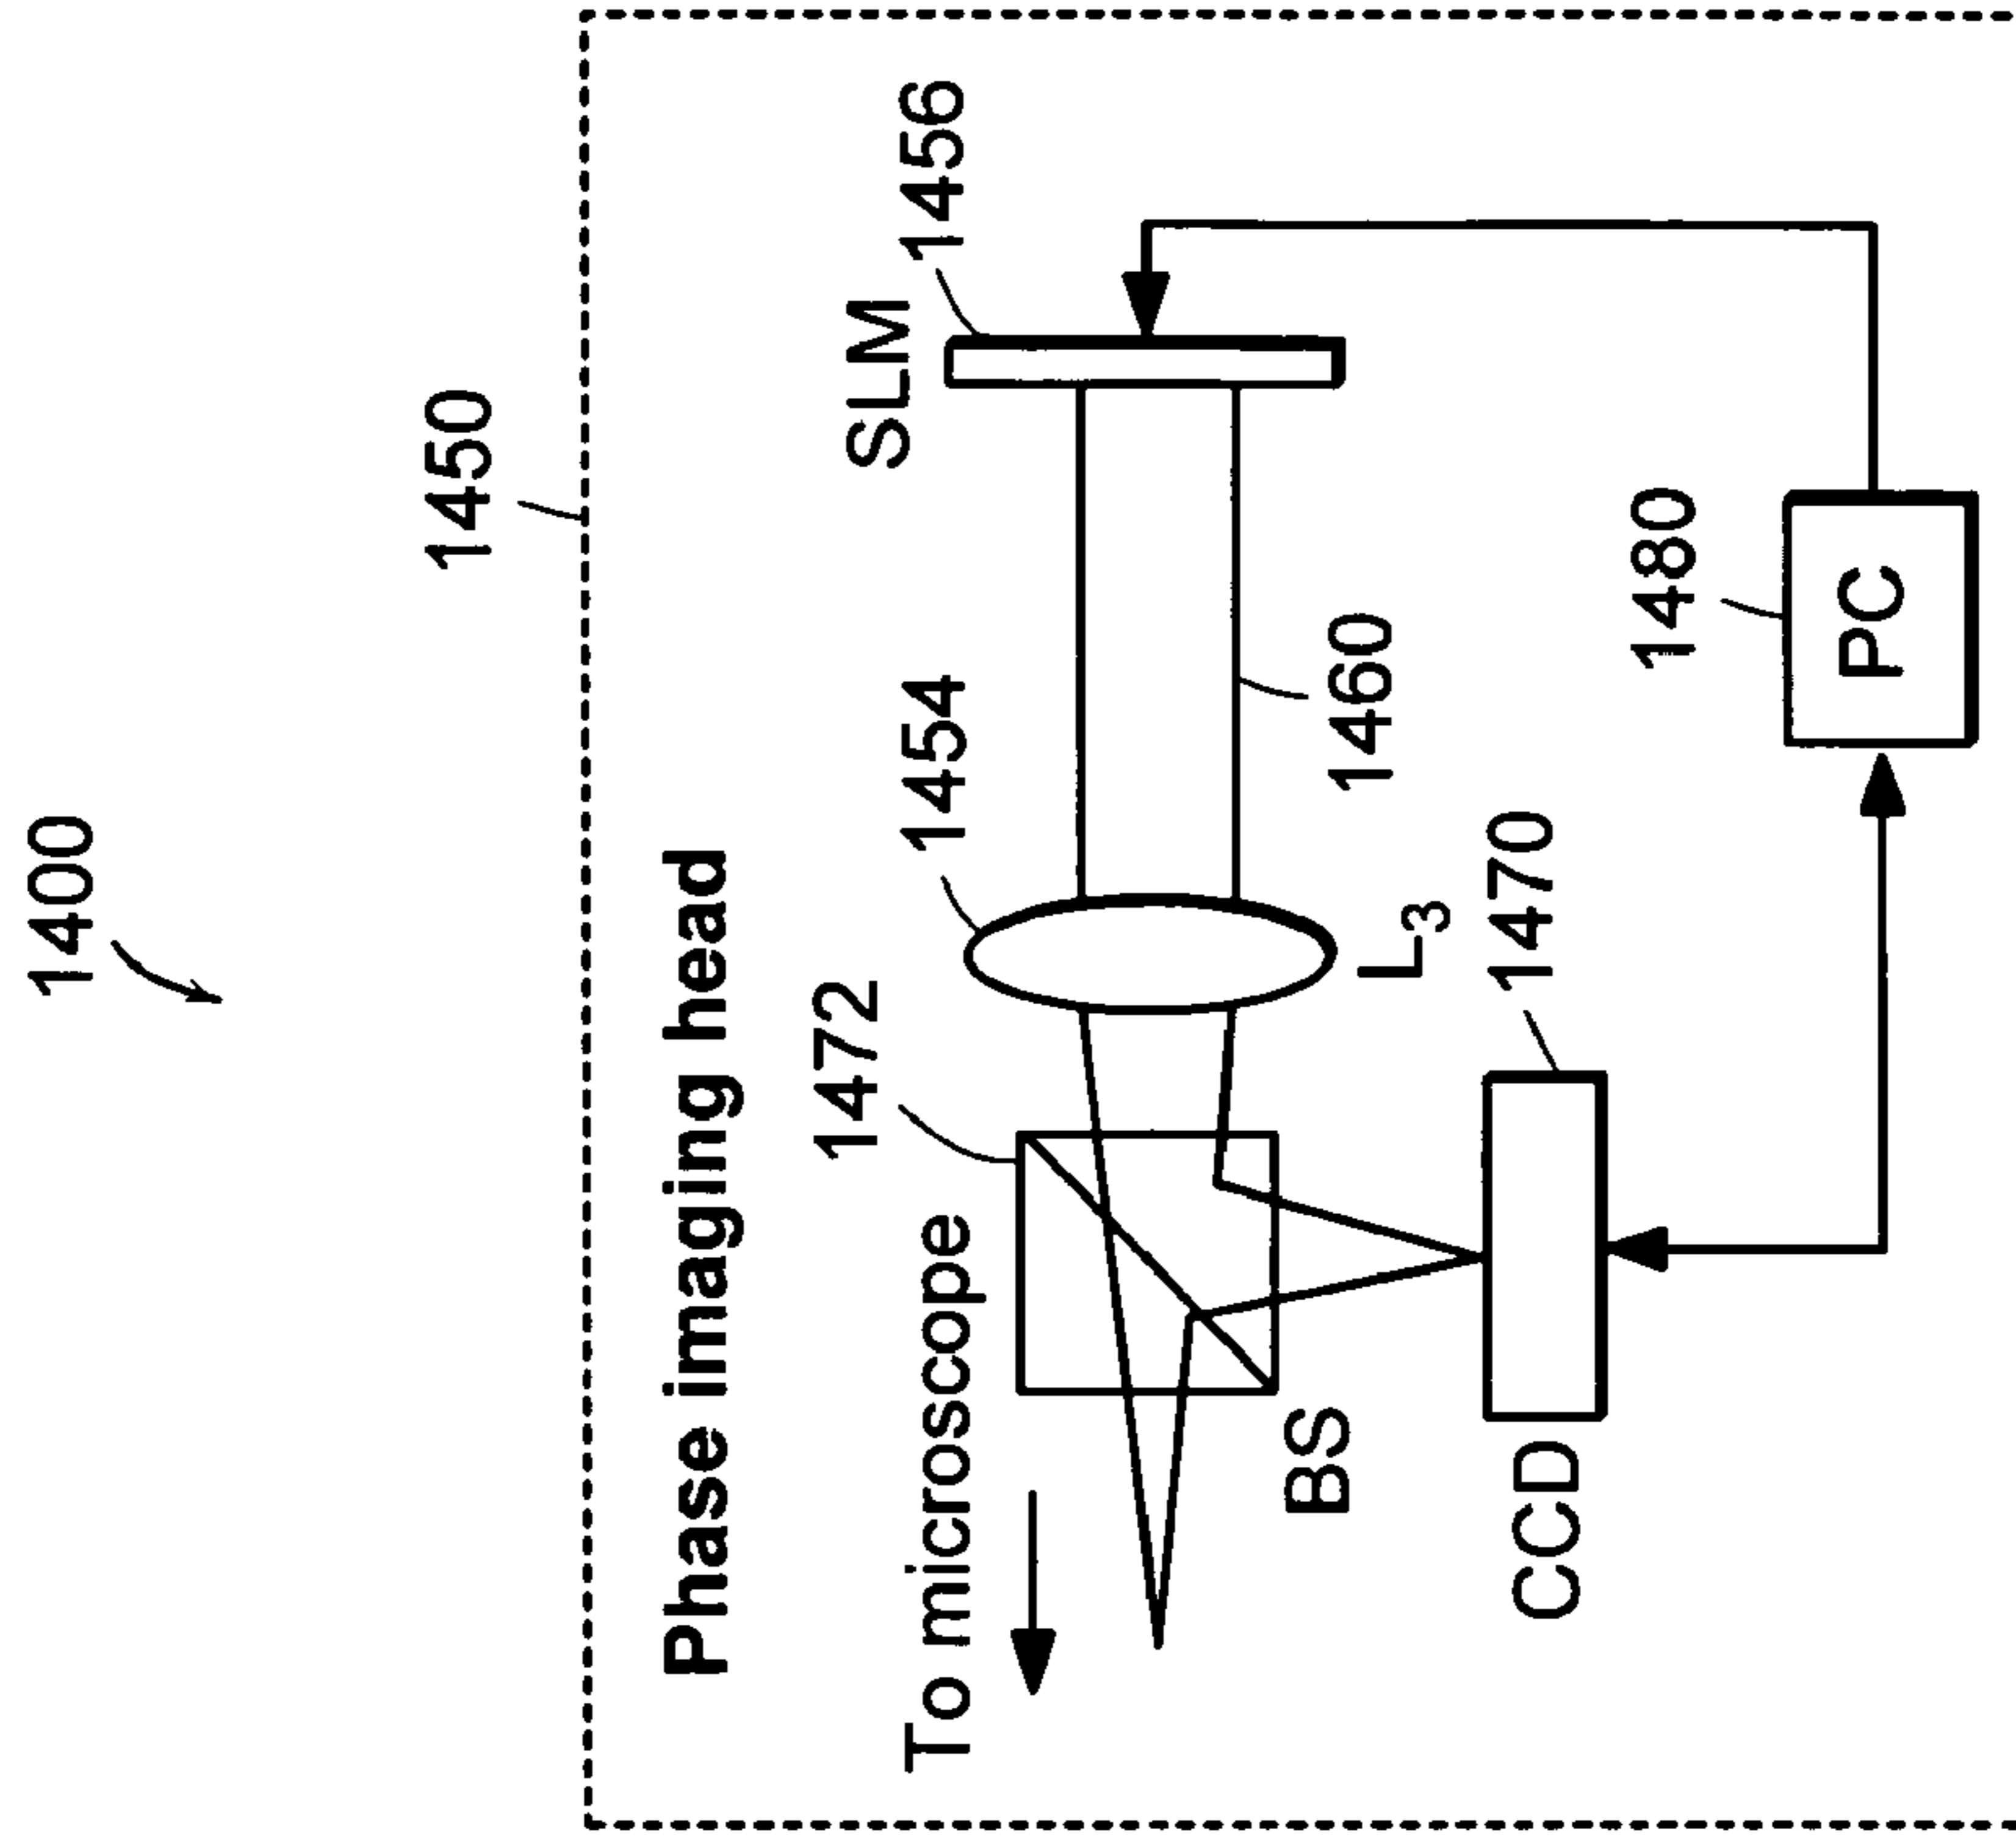 1400
1450
Phase imaging head
To microscope
1472
1454
SLM
1456
BS
L3
1460
CCD
1470
1480
PC